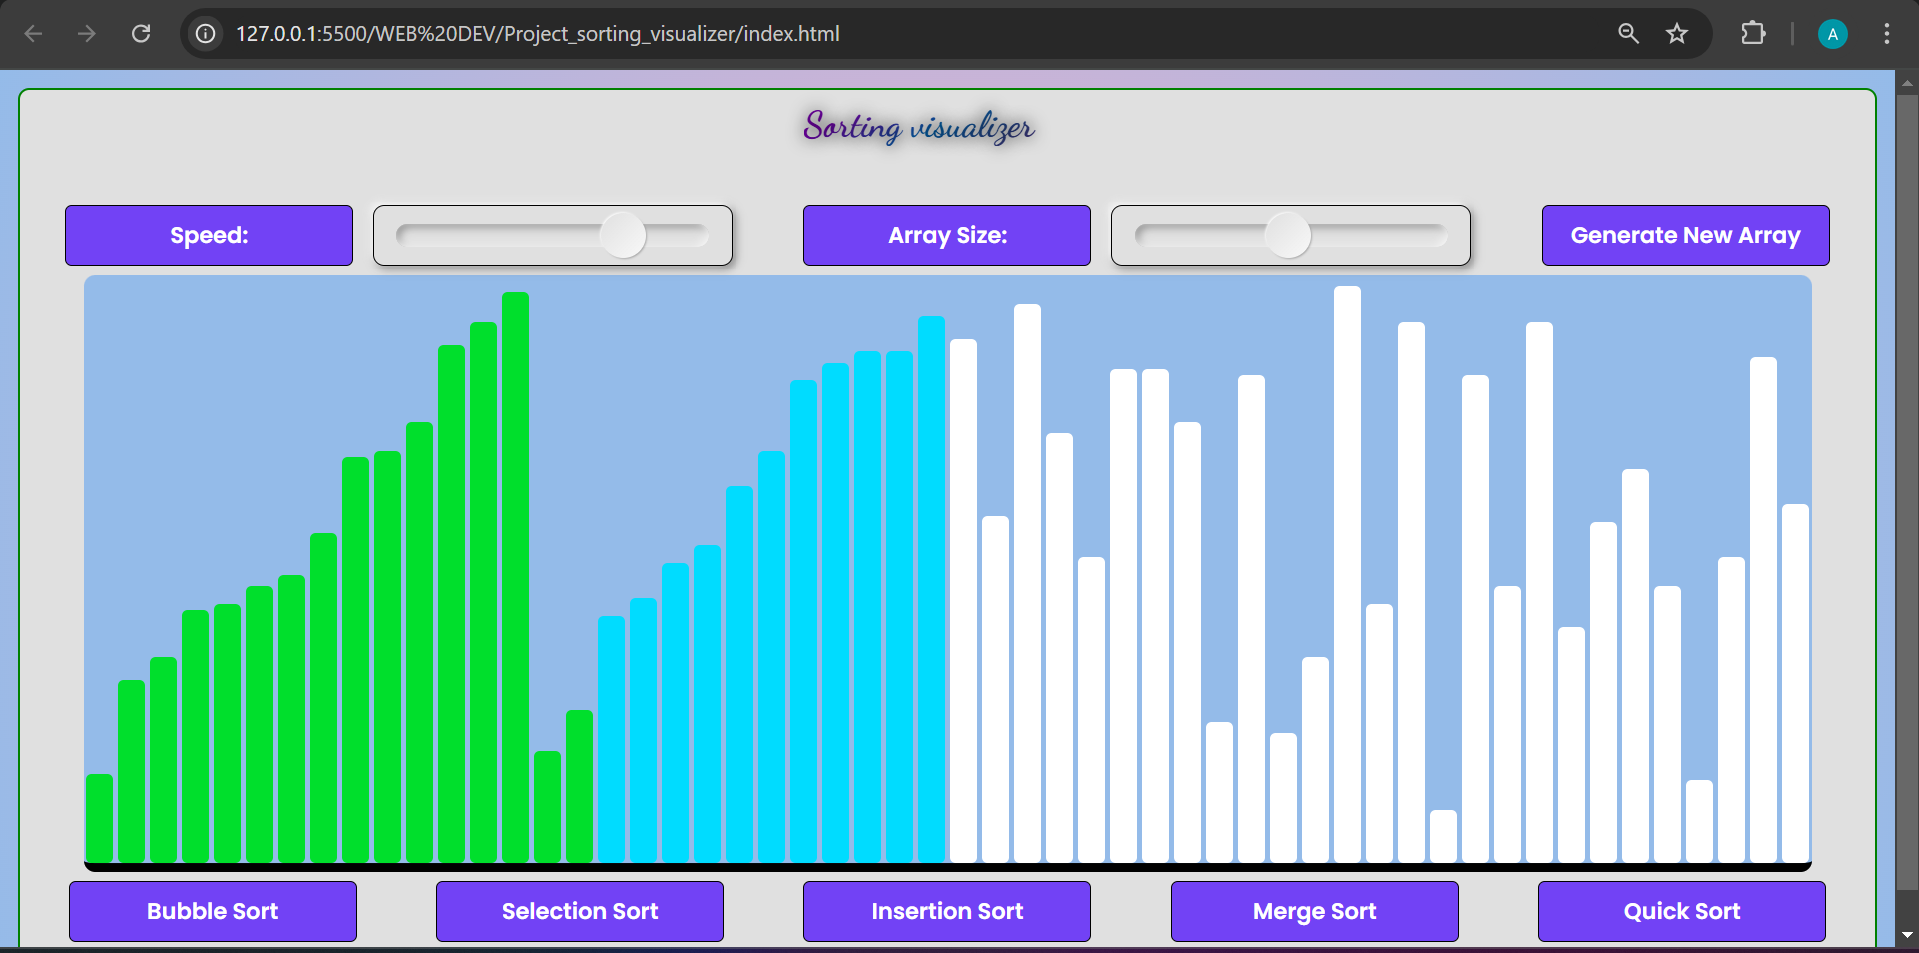 127.0.0.1:5500/WEB%20DEV/Project_sorting_visualizer/index.html
A
Sorting visualizer
Speed:
Array Size:
Generate New Array
Bubble Sort
Selection Sort
Insertion Sort
Merge Sort
Quick Sort